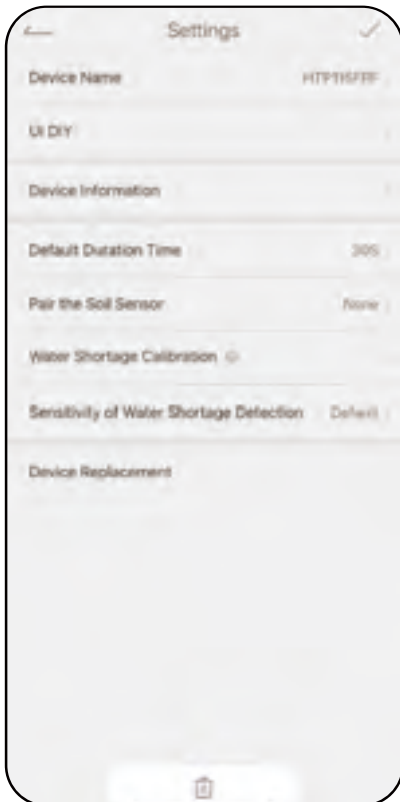 Settings
Device Name
UI DIY
Device Information
Default Duration Time 30S
Pair the Soil Sensor None
Water Shortage Calibration
Sensitivity of Water Shortage Detection Default
Device Replacement